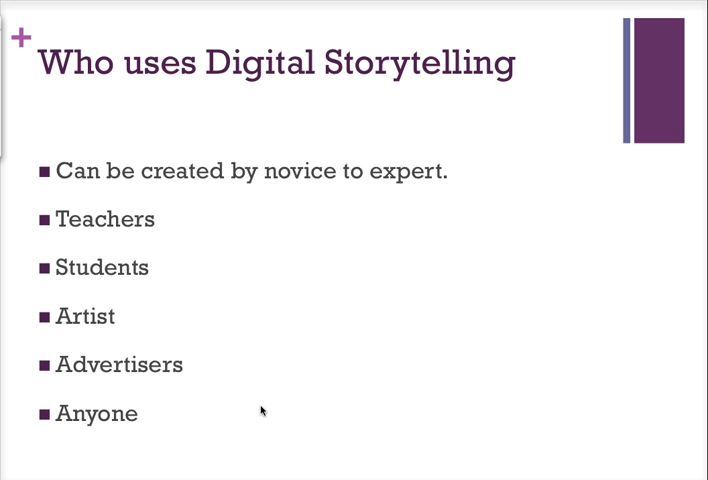 +
Who uses Digital Storytelling
Can be created by novice to expert.
Teachers
Students
Artist
Advertisers
Anyone